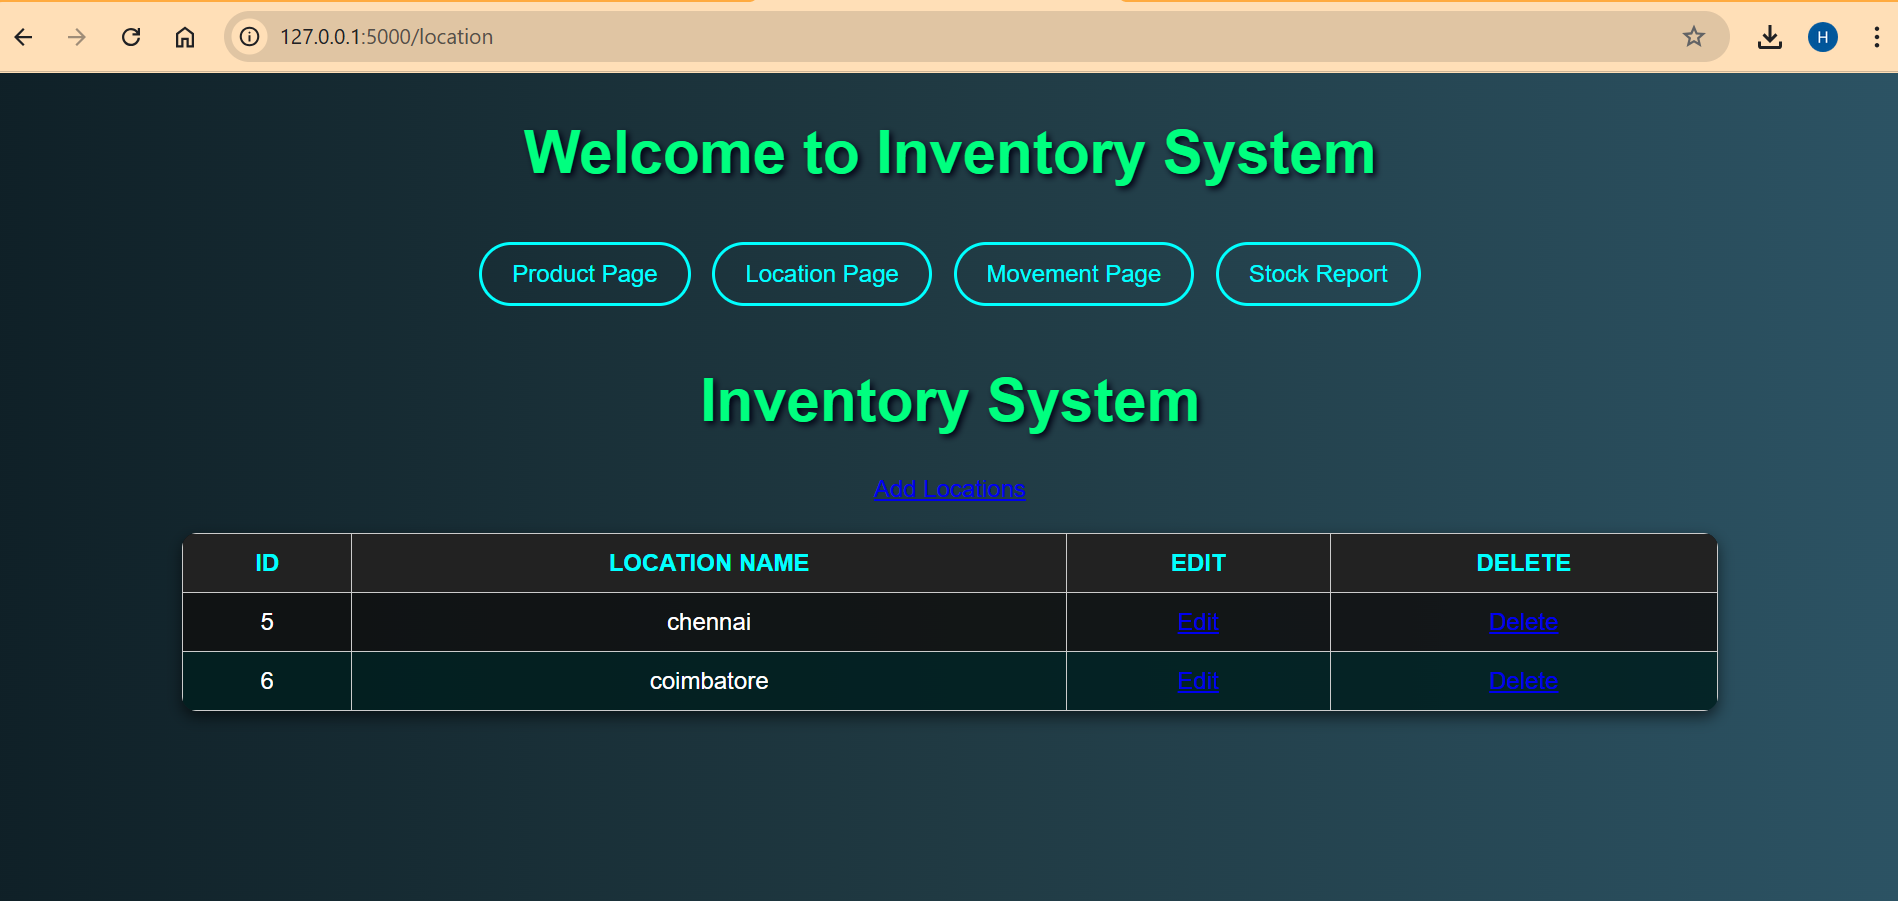 127.0.0.1:5000/location
H
Welcome to Inventory System
Product Page Location Page Movement Page Stock Report
Inventory System
Add Locations
ID LOCATION NAME EDIT DELETE
5 chennai Edit Delete
6 coimbatore Edit Delete